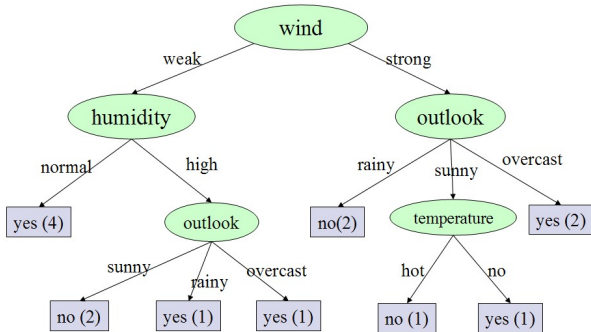 wind
weak
strong
humidity
outlook
normal
high
rainy
sunny
overcast
yes (4)
outlook
no(2)
temperature
yes (2)
sunny
rainy
overcast
hot
no
no (2)
yes (1)
yes (1)
no (1)
yes (1)